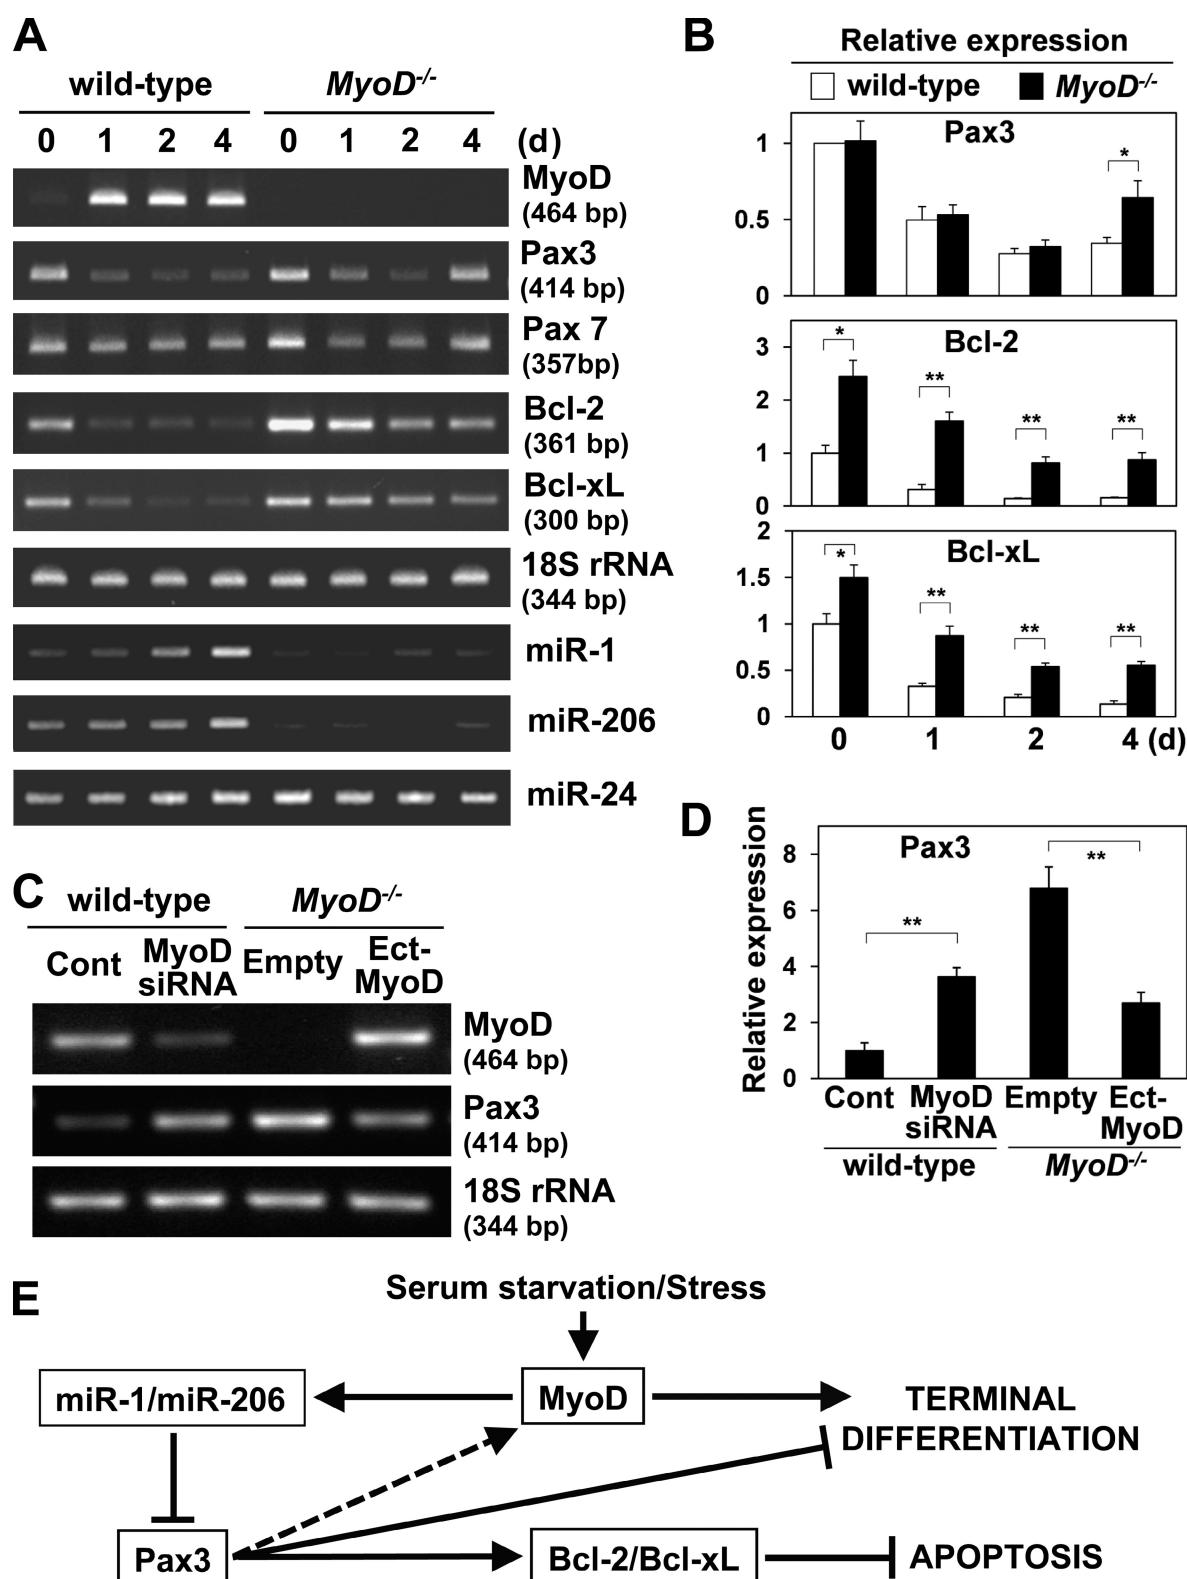 A
wild-type MyoD-/-
0 1 2 4 0 1 2 4 (d)
MyoD
(464 bp)
Pax3
(414 bp)
Pax 7
(357bp)
Bcl-2
(361 bp)
Bcl-xL
(300 bp)
18S rRNA
(344 bp)
miR-1
miR-206
miR-24
B
Relative expression
wild-type MyoD-/-
Pax3
1
0.5
0
*
Bcl-2
3
2
1
0
* ** ** **
Bcl-xL
2
1.5
1
0.5
0
* ** ** **
0 1 2 4 (d)
C
wild-type MyoD-/-
Cont MyoD siRNA Empty Ect-MyoD
MyoD
(464 bp)
Pax3
(414 bp)
18S rRNA
(344 bp)
D
Relative expression
Pax3
8
6
4
2
0
** **
Cont MyoD siRNA Empty Ect-MyoD
wild-type MyoD-/-
E
Serum starvation/Stress
miR-1/miR-206 MyoD TERMINAL
DIFFERENTIATION
Pax3 Bcl-2/Bcl-xL APOPTOSIS